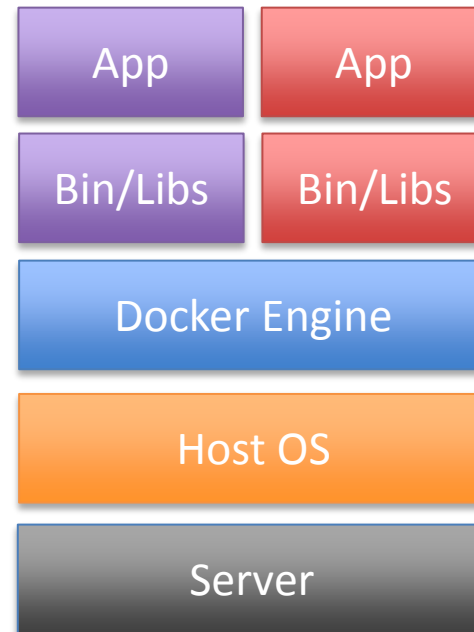 App App
Bin/Libs Bin/Libs
Docker Engine
Host OS
Server